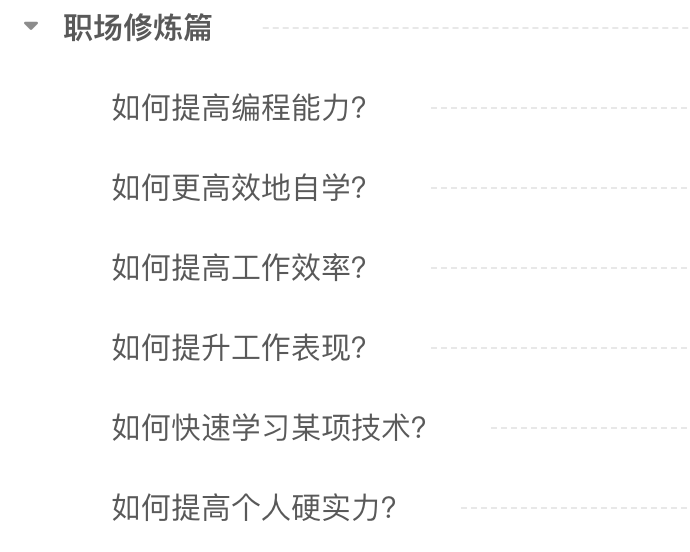 职场修炼篇
如何提高编程能力?
如何更高效地自学?
如何提高工作效率?
如何提升工作表现?
如何快速学习某项技术?
如何提高个人硬实力?